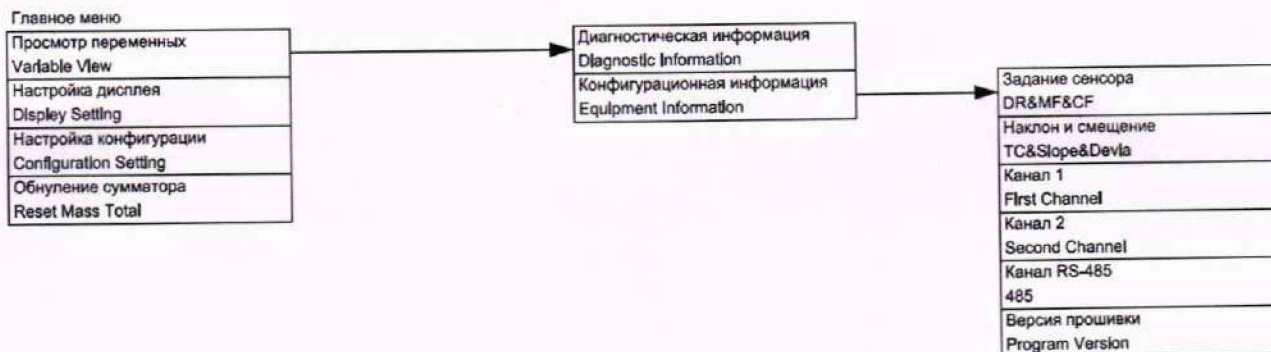 Главное меню
Просмотр переменных
Variable View
Настройка дисплея
Displey Setting
Настройка конфигурации
Configuration Setting
Обнуление сумматора
Reset Mass Total
Диагностическая информация
Diagnostic Information
Конфигурационная информация
Equipment Information
Задание сенсора
DR&MF&CF
Наклон и смещение
TC&Slope&Devia
Канал 1
First Channel
Канал 2
Second Channel
Канал RS-485
485
Версия прошивки
Program Version